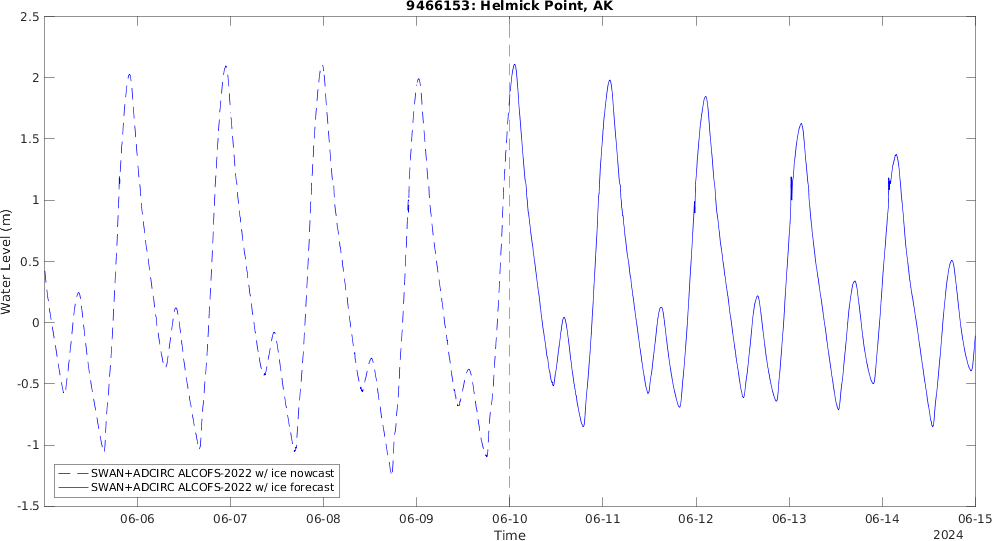 9466153: Helmick Point, AK
2.5
2
1.5
1
0.5
0
-0.5
-1
-1.5
Water Level (m)
SWAN+ADCIRC ALCOFS-2022 w/ ice nowcast
SWAN+ADCIRC ALCOFS-2022 w/ ice forecast
06-06 06-07 06-08 06-09 06-10 06-11 06-12 06-13 06-14 06-15
Time
2024